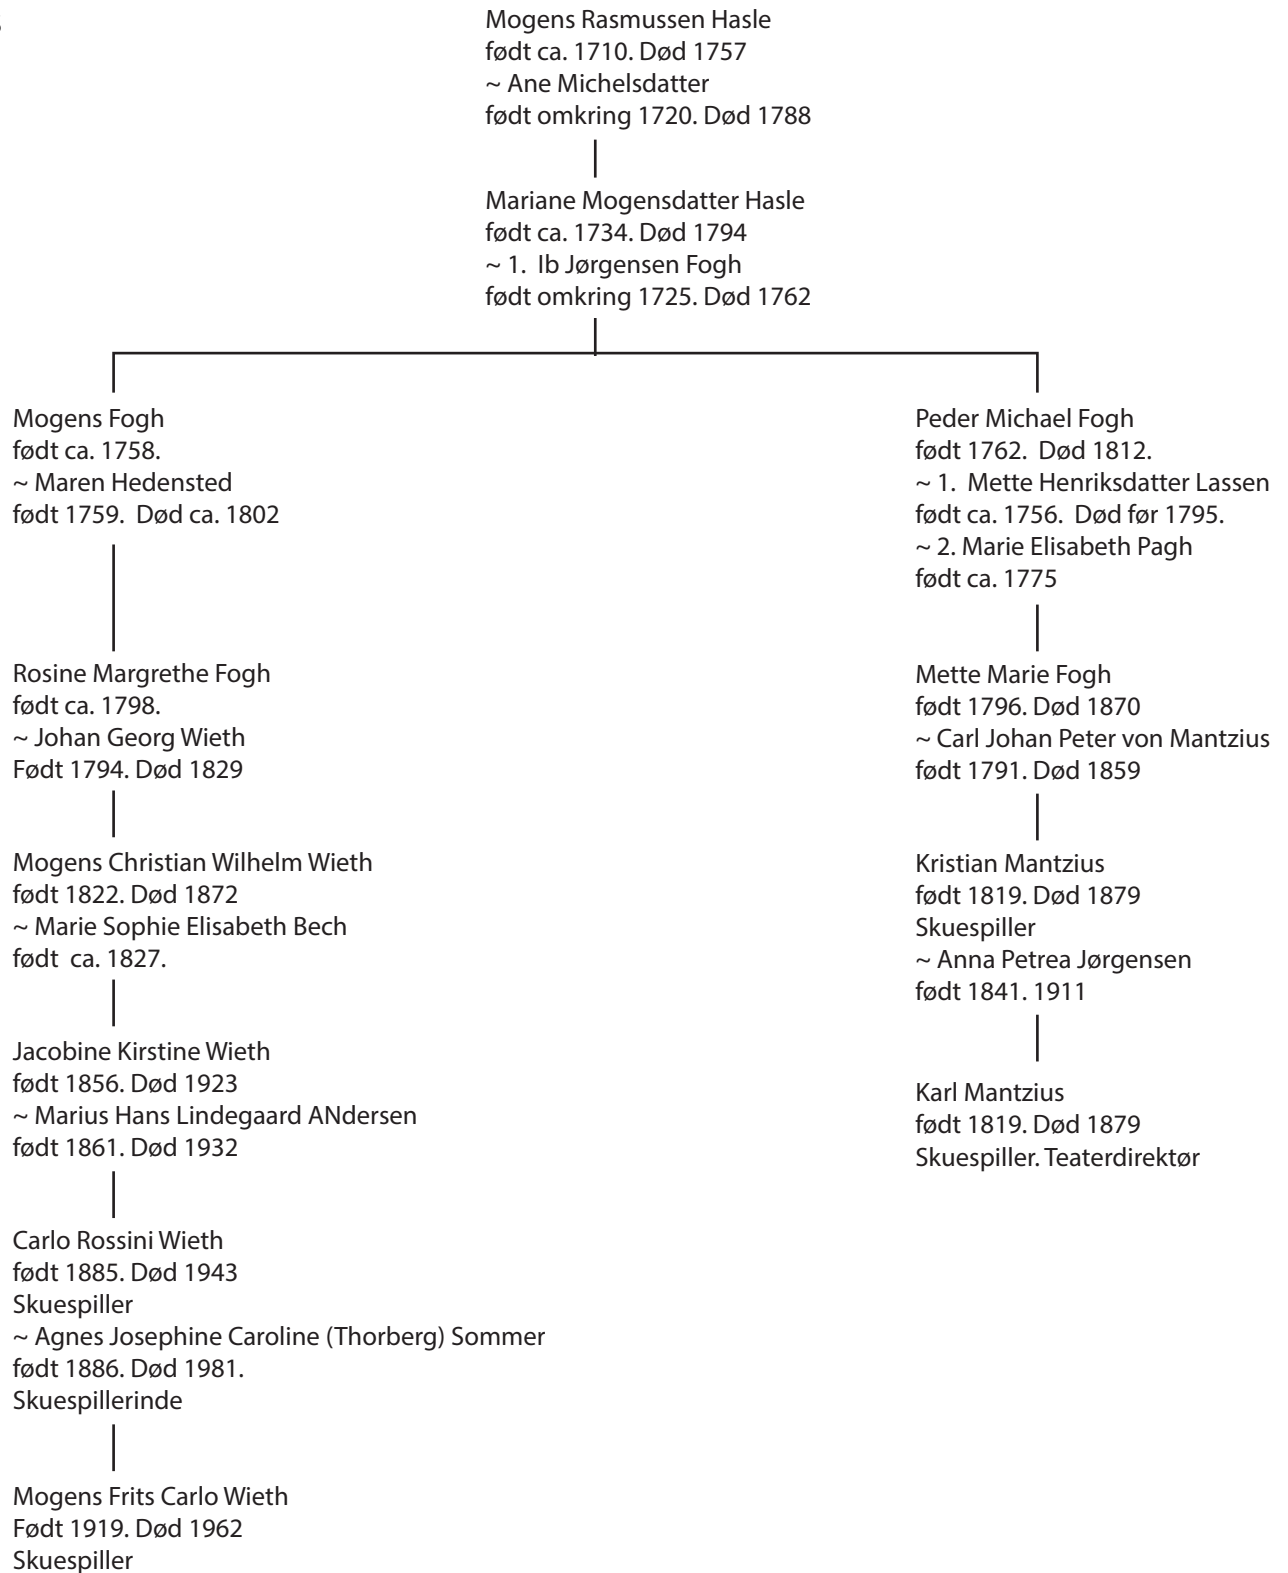 Mogens Rasmussen Hasle
født ca. 1710. Død 1757
~ Ane Michelsdatter
født omkring 1720. Død 1788
Mariane Mogensdatter Hasle
født ca. 1734. Død 1794
~ 1. Ib Jørgensen Fogh
født omkring 1725. Død 1762
Mogens Fogh
født ca. 1758.
~ Maren Hedensted
født 1759. Død ca. 1802
Rosine Margrethe Fogh
født ca. 1798.
~ Johan Georg Wieth
Født 1794. Død 1829
Mogens Christian Wilhelm Wieth
født 1822. Død 1872
~ Marie Sophie Elisabeth Bech
født ca. 1827.
Jacobine Kirstine Wieth
født 1856. Død 1923
~ Marius Hans Lindegaard ANdersen
født 1861. Død 1932
Carlo Rossini Wieth
født 1885. Død 1943
Skuespiller
~ Agnes Josephine Caroline (Thorberg) Sommer
født 1886. Død 1981.
Skuespillerinde
Mogens Frits Carlo Wieth
Født 1919. Død 1962
Skuespiller
Peder Michael Fogh
født 1762. Død 1812.
~ 1. Mette Henriksdatter Lassen
født ca. 1756. Død før 1795.
~ 2. Marie Elisabeth Pagh
født ca. 1775
Mette Marie Fogh
født 1796. Død 1870
~ Carl Johan Peter von Mantzius
født 1791. Død 1859
Kristian Mantzius
født 1819. Død 1879
Skuespiller
~ Anna Petrea Jørgensen
født 1841. 1911
Karl Mantzius
født 1819. Død 1879
Skuespiller. Teaterdirektør